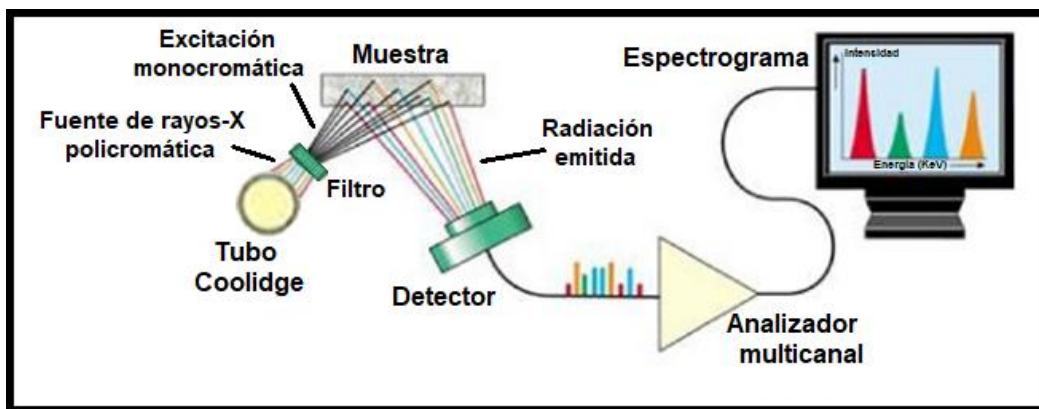 Excitación
monocromática
Muestra
Espectrograma
Intensidad
Fuente de rayos-X
policromática
Radiación
emitida
Energía (KeV)
Filtro
Tubo
Coolidge
Detector
Analizador
multicanal